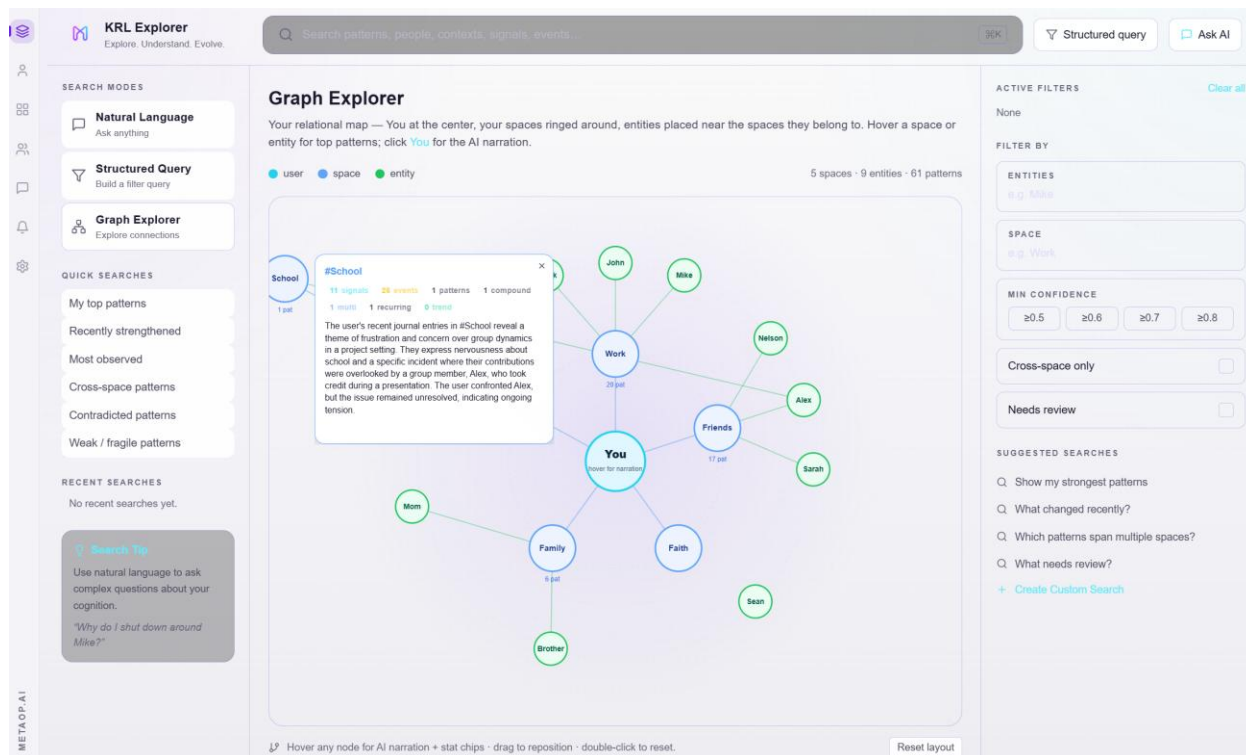 KRL Explorer
Explore. Understand. Evolve.
Search patterns, people, contexts, signals, events...
⌘K
Structured query
Ask AI
SEARCH MODES
Natural Language
Ask anything
Structured Query
Build a filter query
Graph Explorer
Explore connections
QUICK SEARCHES
My top patterns
Recently strengthened
Most observed
Cross-space patterns
Contradicted patterns
Weak / fragile patterns
RECENT SEARCHES
No recent searches yet.
Search Tip
Use natural language to ask
complex questions about your
cognition.
"Why do I shut down around
Mike?"
METAOP.AI
Graph Explorer
Your relational map — You at the center, your spaces ringed around, entities placed near the spaces they belong to. Hover a space or
entity for top patterns; click You for the AI narration.
user
space
entity
5 spaces · 9 entities · 61 patterns
School
1 pat
#School
×
11 signals 25 events 1 patterns 1 compound
1 multi 1 recurring 0 trend
The user's recent journal entries in #School reveal a
theme of frustration and concern over group dynamics
in a project setting. They express nervousness about
school and a specific incident where their contributions
were overlooked by a group member, Alex, who took
credit during a presentation. The user confronted Alex,
but the issue remained unresolved, indicating ongoing
tension.
k
John
Mike
Work
Nelson
Alex
Friends
17 pat
Sarah
You
hover for narration
Mom
Family
6 pat
Faith
Sean
Brother
Hover any node for AI narration + stat chips · drag to reposition · double-click to reset.
Reset layout
ACTIVE FILTERS
Clear all
None
FILTER BY
ENTITIES
e.g. Mike
SPACE
e.g. Work
MIN CONFIDENCE
≥0.5
≥0.6
≥0.7
≥0.8
Cross-space only
Needs review
SUGGESTED SEARCHES
Show my strongest patterns
What changed recently?
Which patterns span multiple spaces?
What needs review?
+ Create Custom Search